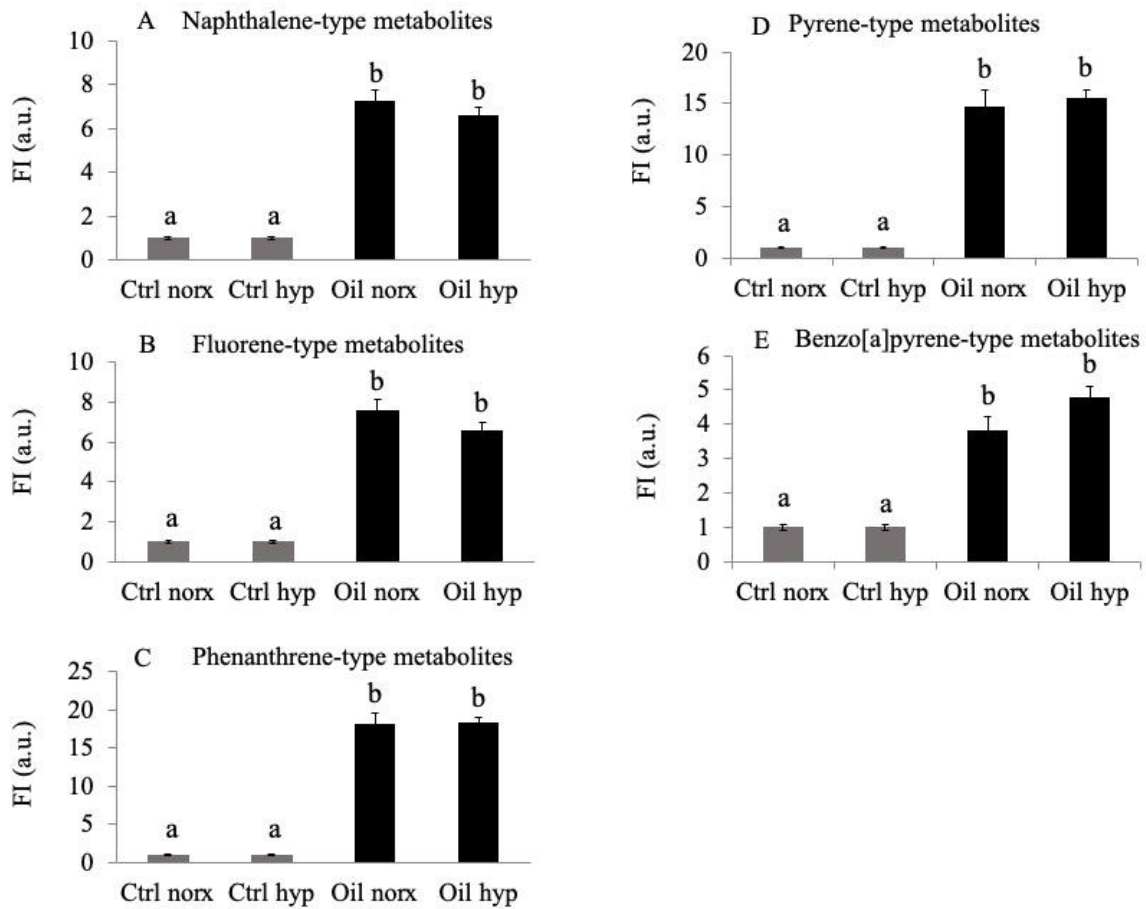 A Naphthalene-type metabolites
10
8
6
4
2
0
FI (a.u.)
a a b b
Ctrl norx Ctrl hyp Oil norx Oil hyp
B Fluorene-type metabolites
10
8
6
4
2
0
FI (a.u.)
a a b b
Ctrl norx Ctrl hyp Oil norx Oil hyp
C Phenanthrene-type metabolites
25
20
15
10
5
0
FI (a.u.)
a a b b
Ctrl norx Ctrl hyp Oil norx Oil hyp
D Pyrene-type metabolites
20
15
10
5
0
FI (a.u.)
a a b b
Ctrl norx Ctrl hyp Oil norx Oil hyp
E Benzo[a]pyrene-type metabolites
6
5
4
3
2
1
0
FI (a.u.)
a a b b
Ctrl norx Ctrl hyp Oil norx Oil hyp